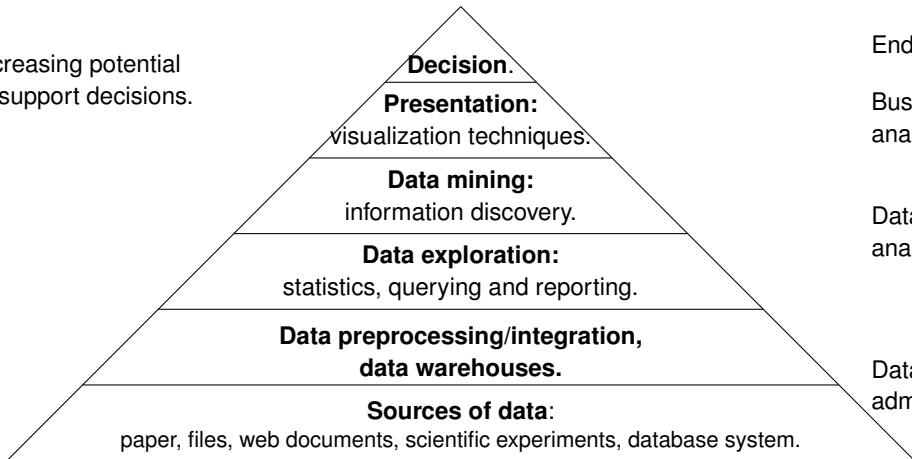 creasing potential
support decisions.
Decision.
Presentation:
visualization techniques.
Data mining:
information discovery.
Data exploration:
statistics, querying and reporting.
Data preprocessing/integration,
data warehouses.
Sources of data:
paper, files, web documents, scientific experiments, database system.
End
Bus
ana
Data
ana
Data
adm